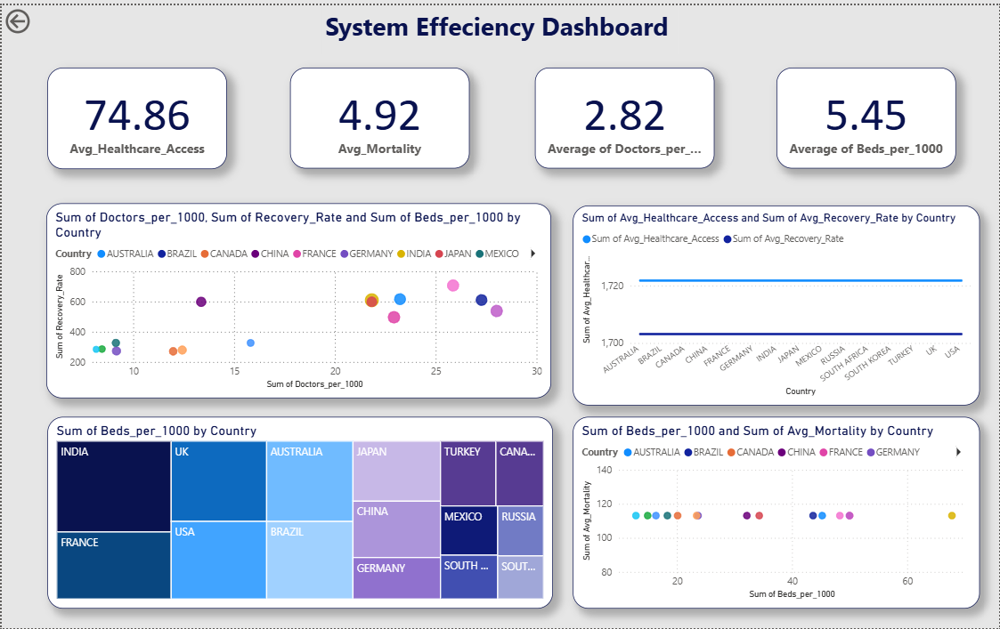 System Effeciency Dashboard
74.86
Avg_Healthcare_Access
4.92
Avg_Mortality
2.82
Average of Doctors_per_...
5.45
Average of Beds_per_1000
Sum of Doctors_per_1000, Sum of Recovery_Rate and Sum of Beds_per_1000 by
Country
Country AUSTRALIA BRAZIL CANADA CHINA FRANCE GERMANY INDIA JAPAN MEXICO
Sum of Recovery_Rate
800
600
400
200
10 15 20 25 30
Sum of Doctors_per_1000
Sum of Avg_Healthcare_Access and Sum of Avg_Recovery_Rate by Country
Sum of Avg_Healthcare_Access Sum of Avg_Recovery_Rate
Sum of Avg_Healthcar...
1,720
1,700
AUSTRALIA BRAZIL CANADA CHINA FRANCE GERMANY INDIA JAPAN MEXICO RUSSIA SOUTH AFRICA SOUTH KOREA TURKEY UK USA
Country
Sum of Beds_per_1000 by Country
INDIA UK AUSTRALIA JAPAN TURKEY CANA...
CHINA MEXICO RUSSIA
FRANCE USA BRAZIL
GERMANY SOUTH ... SOUT...
Sum of Beds_per_1000 and Sum of Avg_Mortality by Country
Country AUSTRALIA BRAZIL CANADA CHINA FRANCE GERMANY
Sum of Avg_Mortality
140
120
100
80
20 40 60
Sum of Beds_per_1000